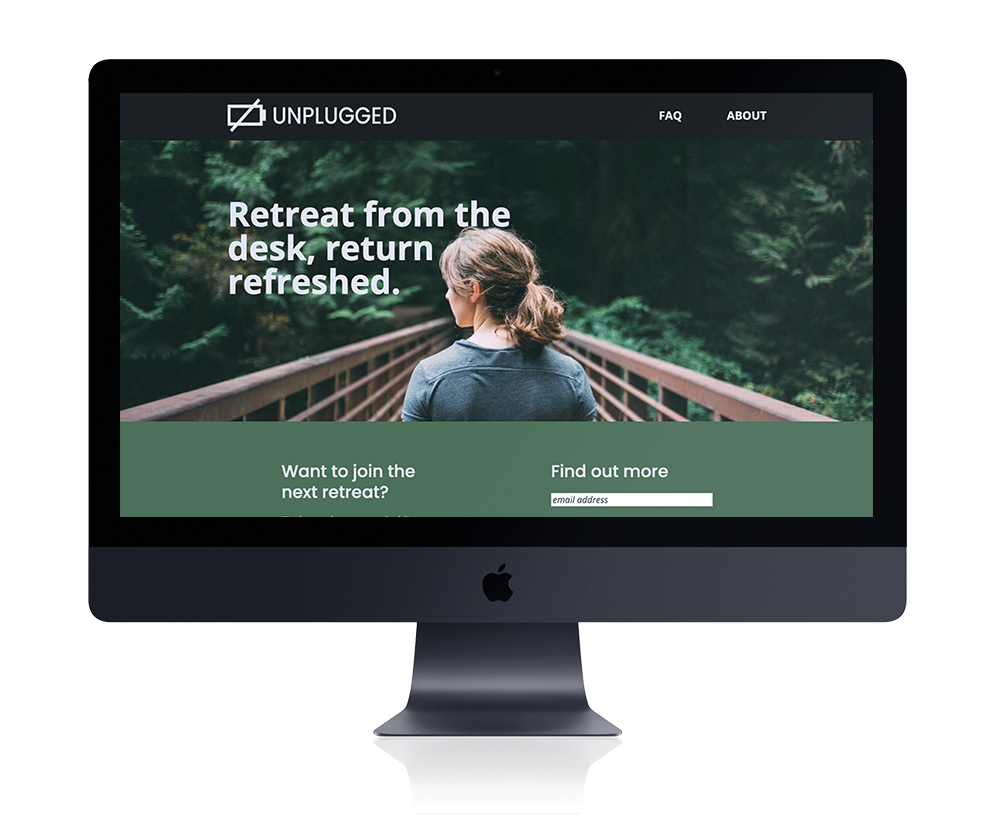 UNPLUGGED
FAQ
ABOUT
Retreat from the
desk, return
refreshed.
Want to join the
next retreat?
Find out more
email address